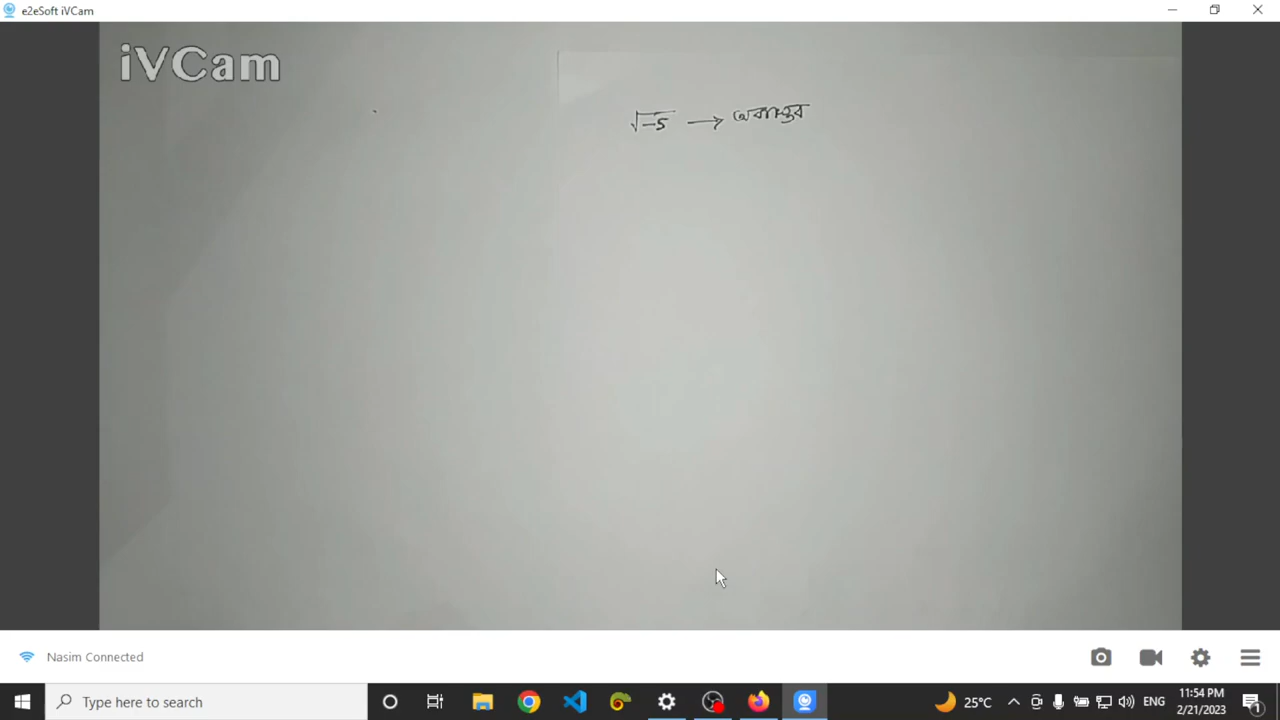 e2eSoft iVCam
iVCam
√-5 → অবাস্তব
Nasim Connected
Type here to search
25°C
ENG
11:54 PM
2/21/2023
1